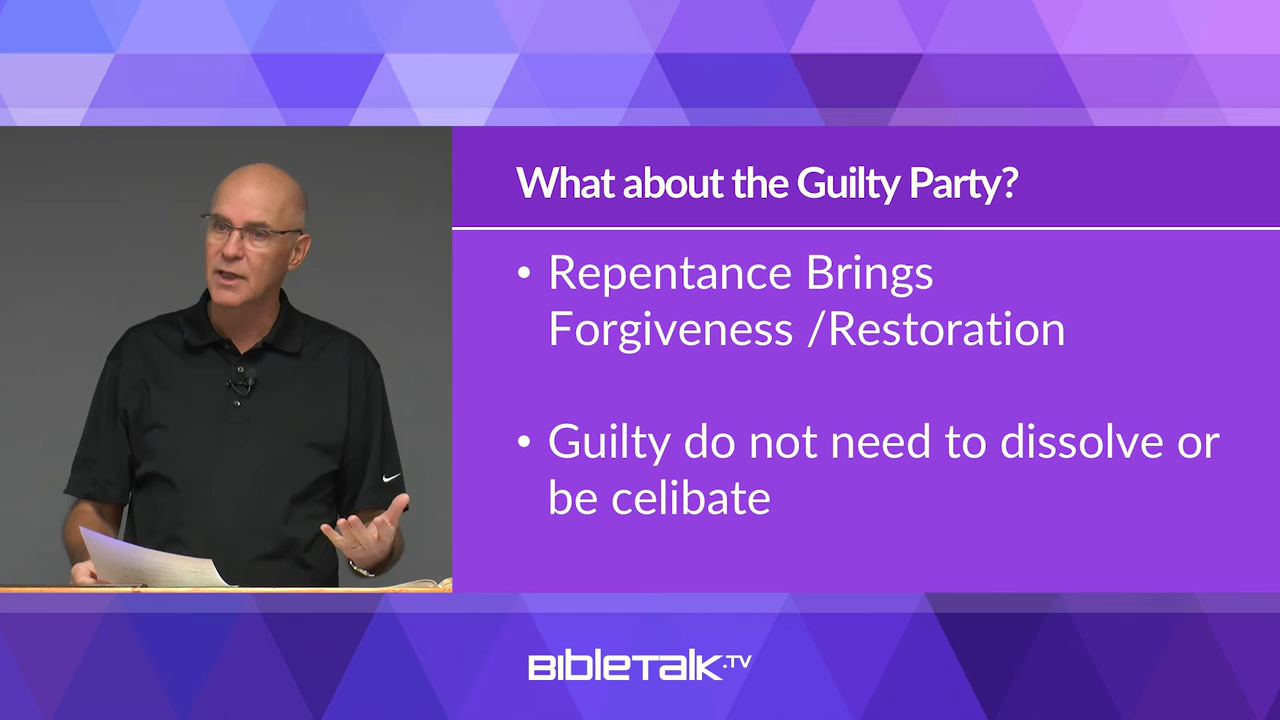 What about the Guilty Party?
• Repentance Brings
Forgiveness /Restoration
• Guilty do not need to dissolve or
be celibate
BibleTalk.TV